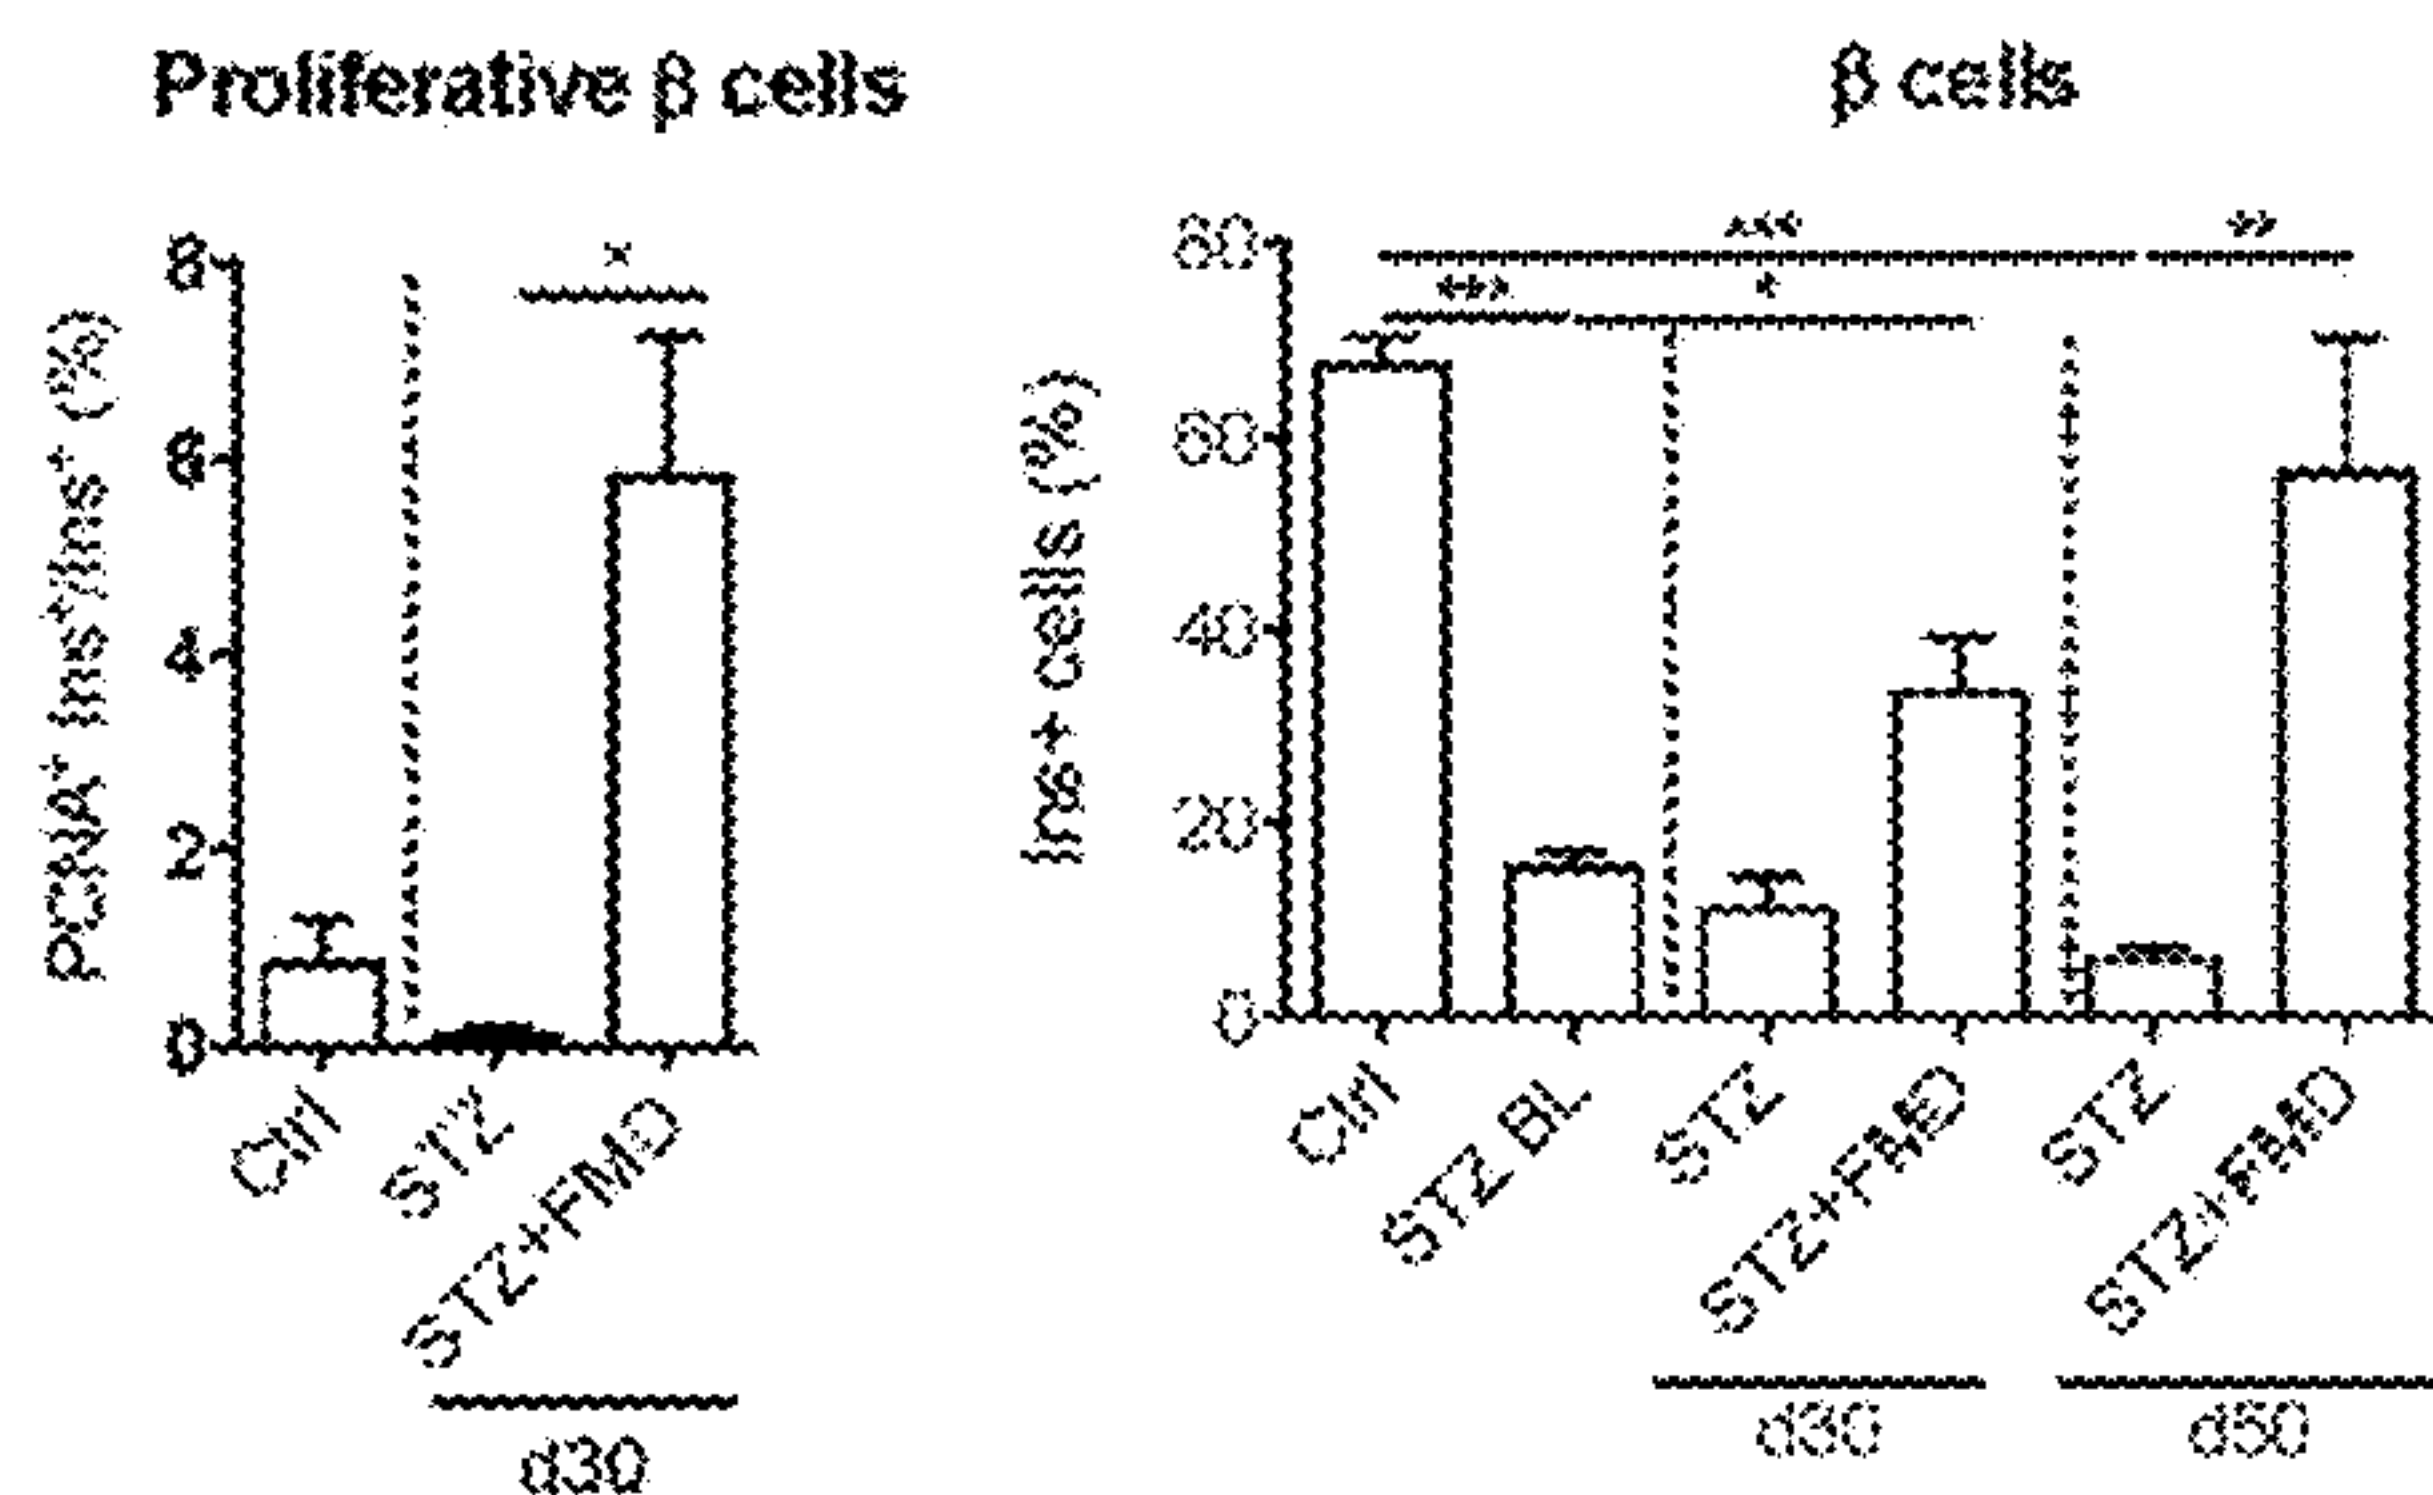 Proliferative β cells
PCNA⁺ Ins⁺/Ins⁺ (%)
8
6
4
2
0
*
Ctrl
STZ
STZ+FMD
d30
β cells
Ins+ cells (%)
80
60
40
20
0
***
**
***
*
Ctrl
STZ BL
STZ
STZ+FMD
STZ
STZ+FMD
d30
d50